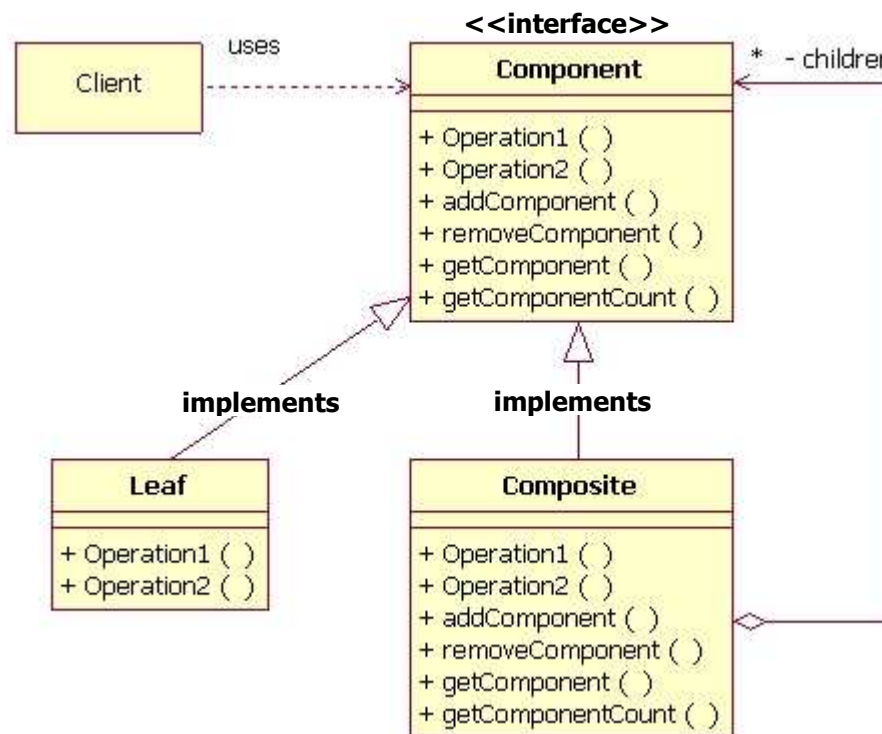 <<interface>>
uses
Client
Component
* - children
+ Operation1 ( )
+ Operation2 ( )
+ addComponent ( )
+ removeComponent ( )
+ getComponent ( )
+ getComponentCount ( )
implements
implements
Leaf
+ Operation1 ( )
+ Operation2 ( )
Composite
+ Operation1 ( )
+ Operation2 ( )
+ addComponent ( )
+ removeComponent ( )
+ getComponent ( )
+ getComponentCount ( )